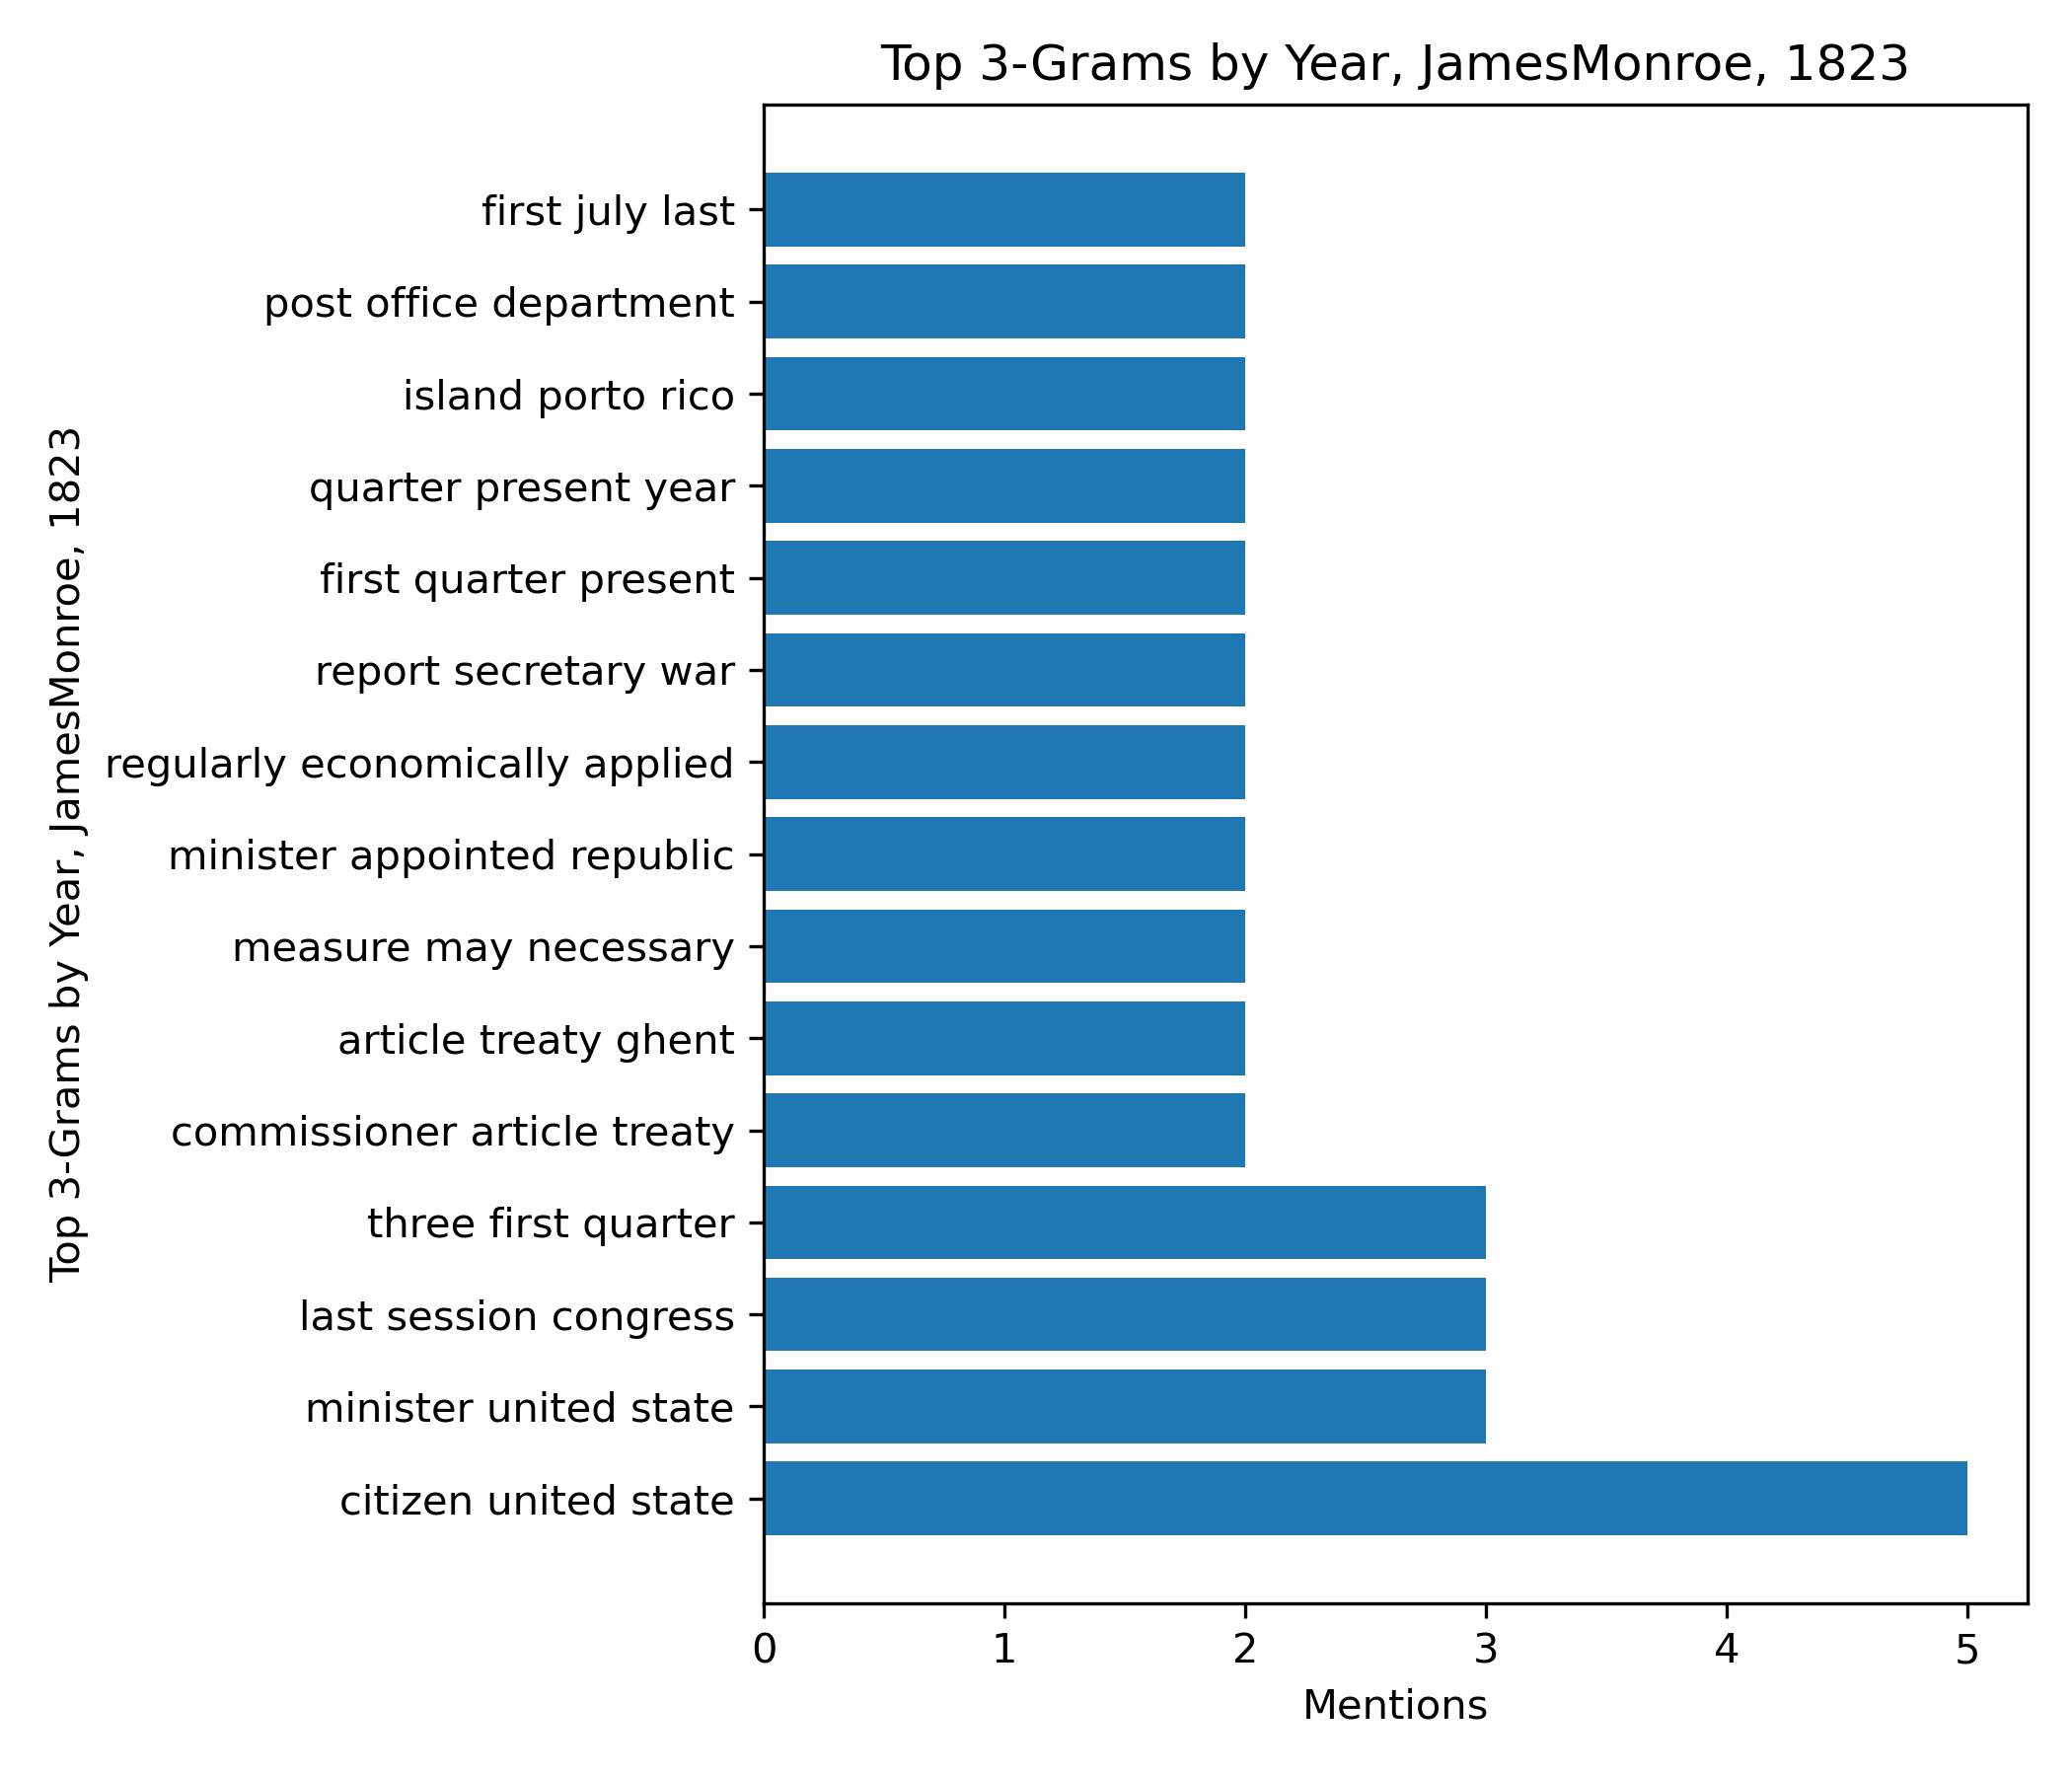 Top 3-Grams by Year, JamesMonroe, 1823
Top 3-Grams by Year, JamesMonroe, 1823
first july last
post office department
island porto rico
quarter present year
first quarter present
report secretary war
regularly economically applied
minister appointed republic
measure may necessary
article treaty ghent
commissioner article treaty
three first quarter
last session congress
minister united state
citizen united state
0 1 2 3 4 5
Mentions